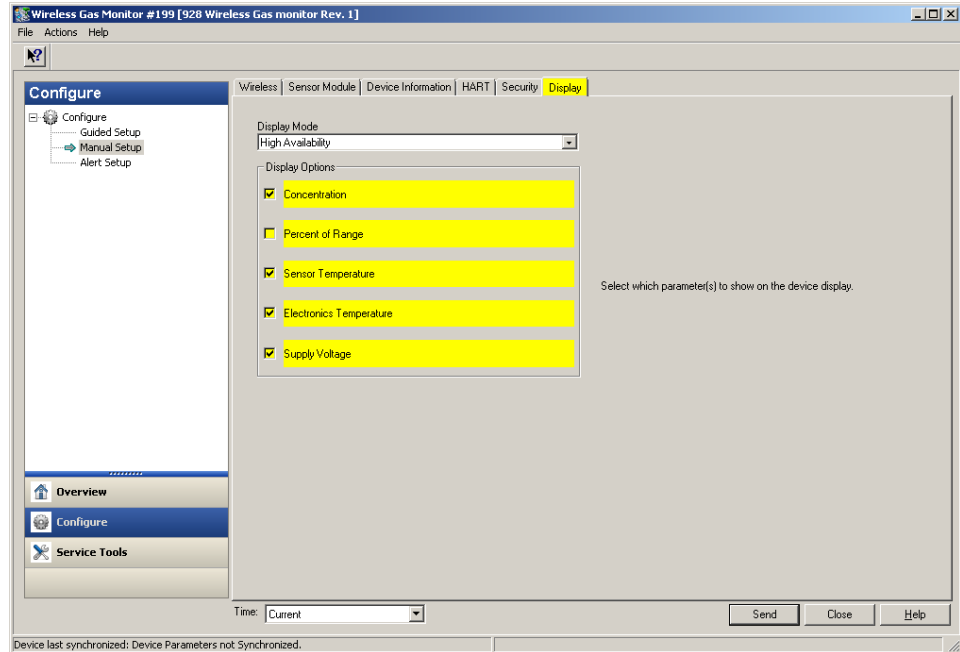 Wireless Gas Monitor #199 [928 Wireless Gas monitor Rev. 1]
File Actions Help
Configure
Configure
Guided Setup
Manual Setup
Alert Setup
Overview
Configure
Service Tools
Wireless Sensor Module Device Information HART Security Display
Display Mode
High Availability
Display Options
Concentration
Percent of Range
Sensor Temperature
Electronics Temperature
Supply Voltage
Select which parameter(s) to show on the device display.
Time: Current
Send Close Help
Device last synchronized: Device Parameters not Synchronized.